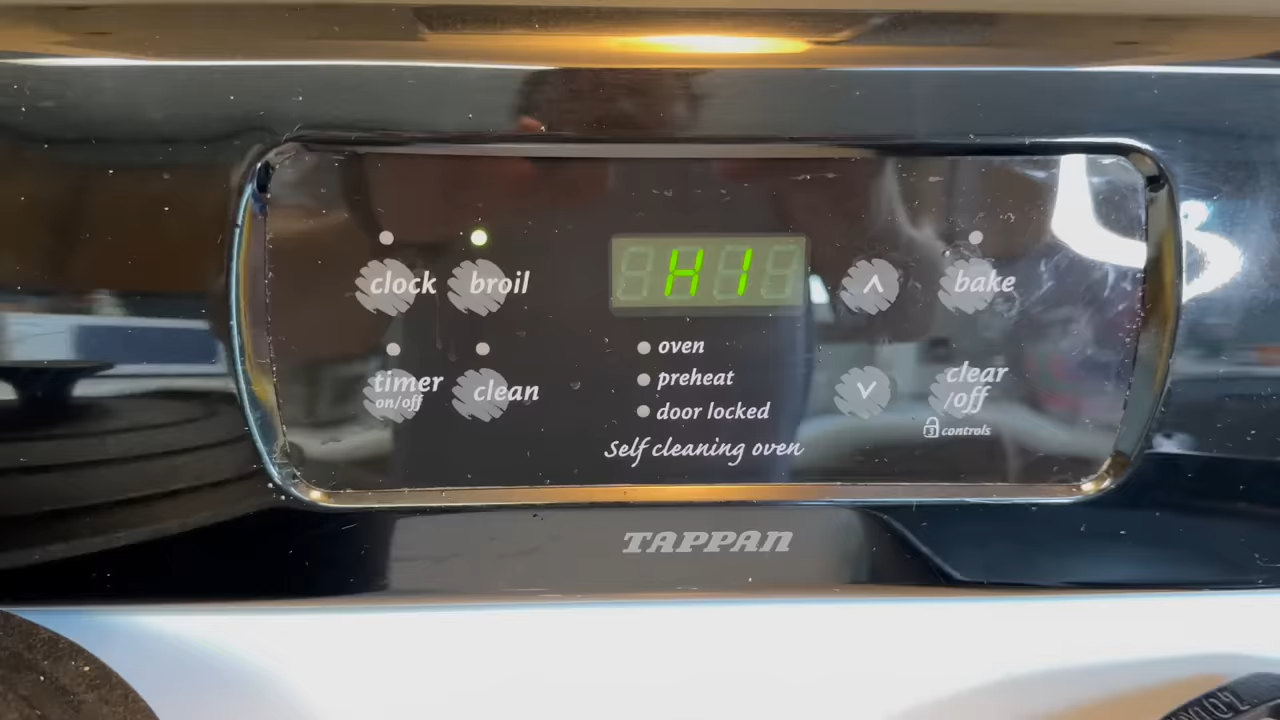 clock
broil
HI
∧
bake
timer
on/off
clean
oven
preheat
door locked
∨
clear
/off
3 controls
Self cleaning oven
TAPPAN